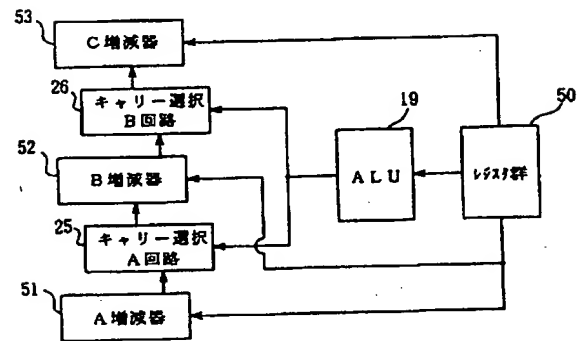 53
C増減器
26
キャリー選択
B回路
52
B増減器
25
キャリー選択
A回路
51
A増減器
19
ALU
50
レジスタ群